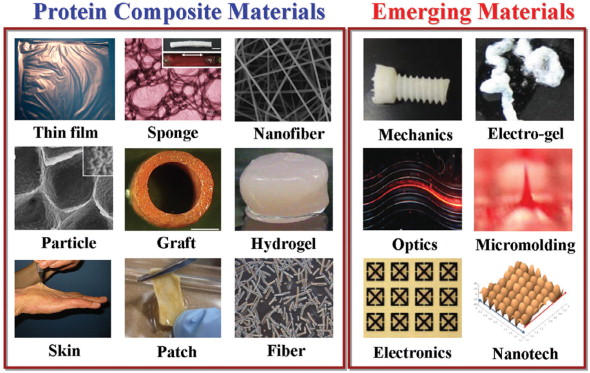 Protein Composite Materials
Emerging Materials
Thin film
Sponge
Nanofiber
Particle
Graft
Hydrogel
Skin
Patch
Fiber
Mechanics
Electro-gel
Optics
Micromolding
Electronics
Nanotech